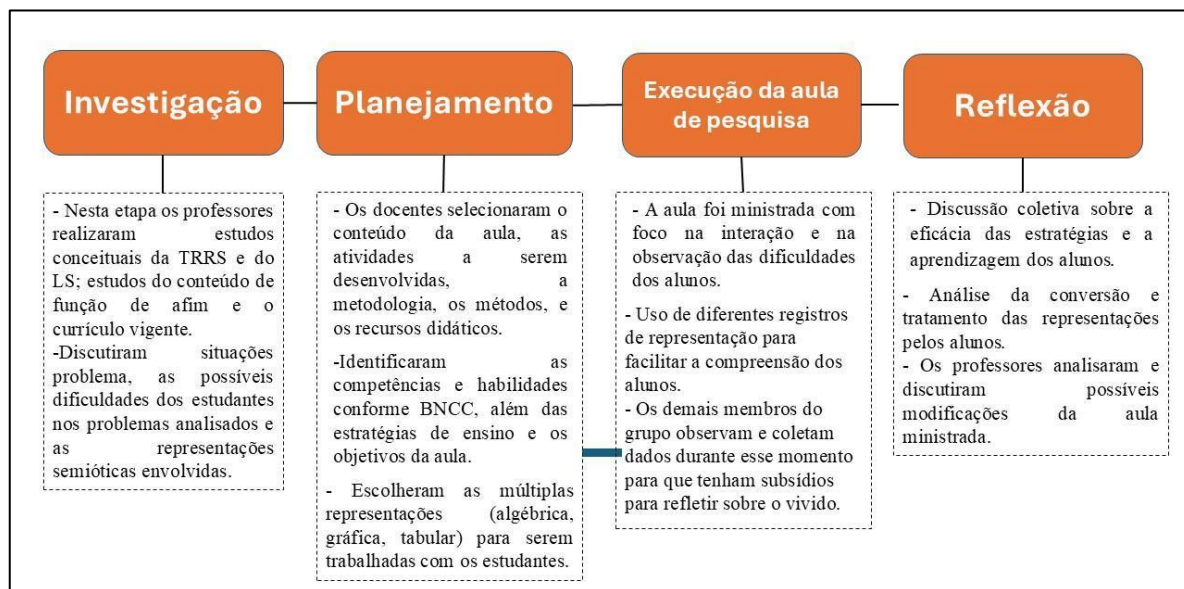 Investigação
- Nesta etapa os professores
realizaram estudos
conceituais da TRRS e do
LS; estudos do conteúdo de
função de afim e o
currículo vigente.
-Discutiram situações
problema, as possíveis
dificuldades dos estudantes
nos problemas analisados e
as representações
semióticas envolvidas.
Planejamento
- Os docentes selecionaram o
conteúdo da aula, as
atividades a serem
desenvolvidas, a
metodologia, os métodos, e
os recursos didáticos.
-Identificaram as
competências e habilidades
conforme BNCC, além das
estratégias de ensino e os
objetivos da aula.
- Escolheram as múltiplas
representações (algébrica,
gráfica, tabular) para serem
trabalhadas com os estudantes.
Execução da aula
de pesquisa
- A aula foi ministrada com
foco na interação e na
observação das dificuldades
dos alunos.
- Uso de diferentes registros
de representação para
facilitar a compreensão dos
alunos.
- Os demais membros do
grupo observam e coletam
dados durante esse momento
para que tenham subsídios
para refletir sobre o vivido.
Reflexão
- Discussão coletiva sobre a
eficácia das estratégias e a
aprendizagem dos alunos.
- Análise da conversão e
tratamento das representações
pelos alunos.
- Os professores analisaram e
discutiram possíveis
modificações da aula
ministrada.